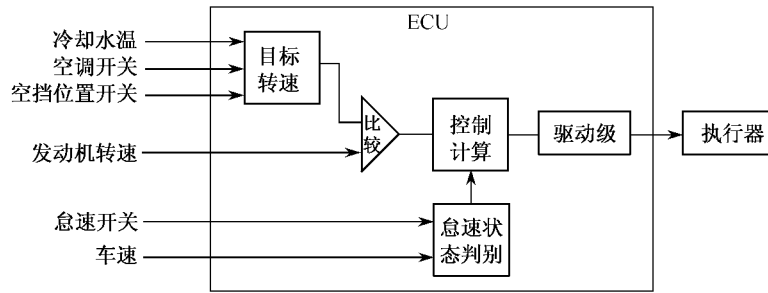 ECU
冷却水温
空调开关
空挡位置开关
目标
转速
比
较
控制
计算
驱动级
执行器
发动机转速
怠速开关
车速
怠速状
态判别